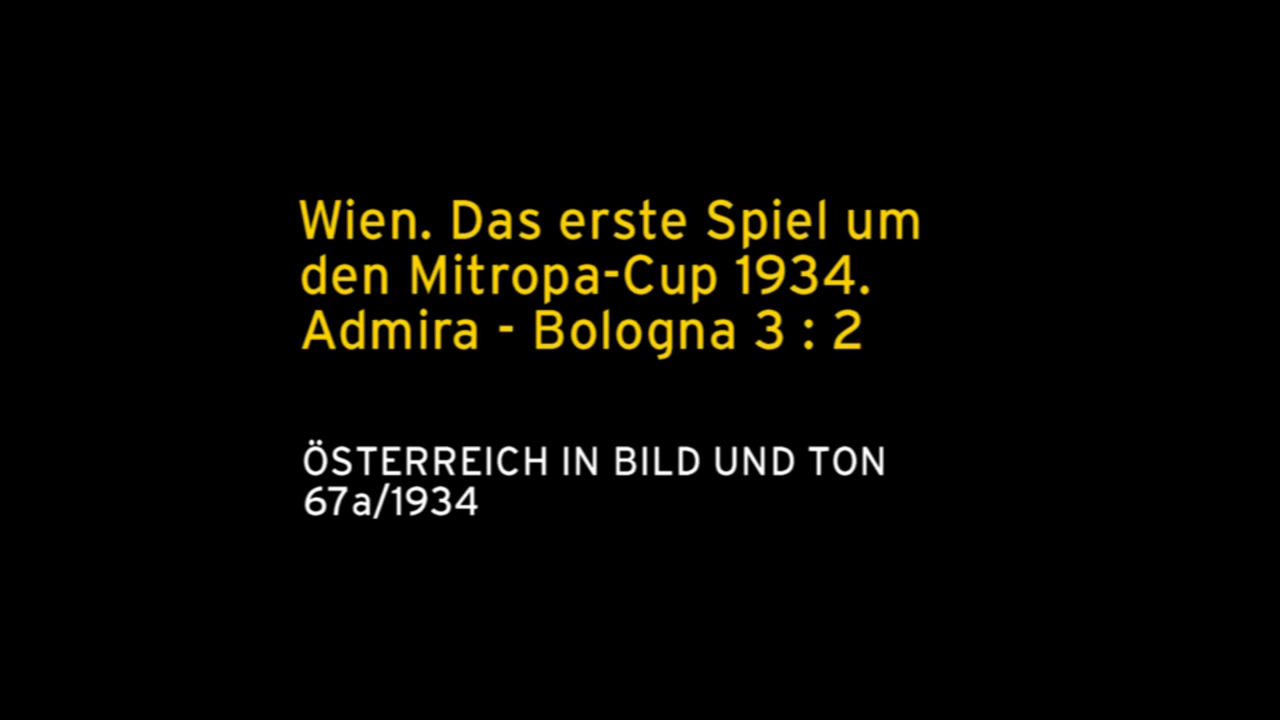 Wien. Das erste Spiel um
den Mitropa-Cup 1934.
Admira - Bologna 3 : 2
ÖSTERREICH IN BILD UND TON
67a/1934